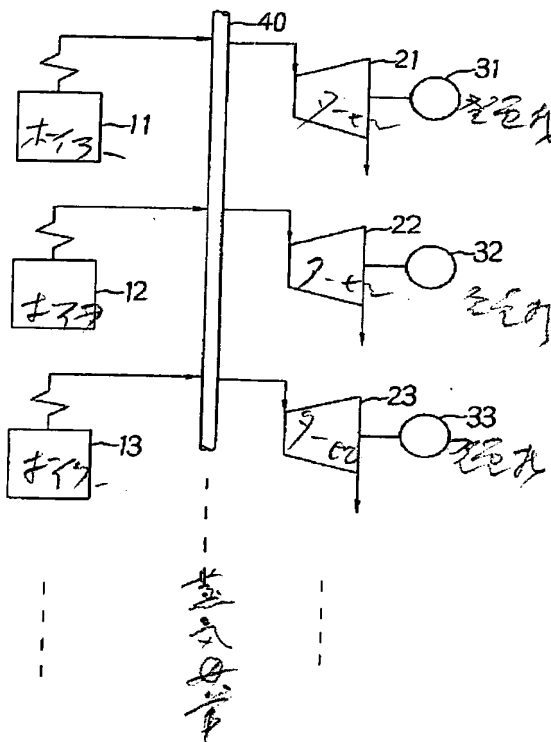 40
21
31
ボイラ
11
タービン
発電機
22
32
ボイラ
12
タービン
発電機
23
33
ボイラ
13
タービン
発電機
蒸気母管